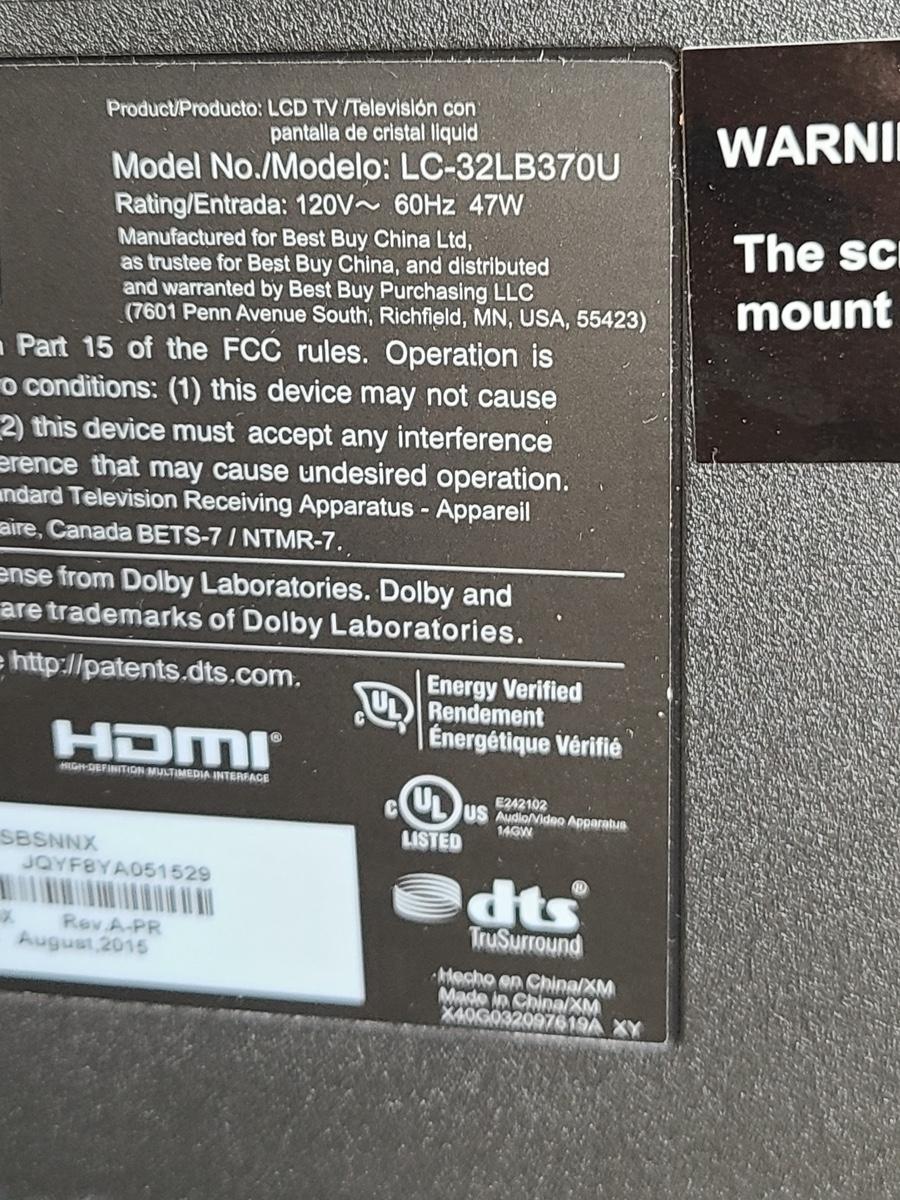 Product/Producto: LCD TV /Televisión con
pantalla de cristal liquid
Model No./Modelo: LC-32LB370U
Rating/Entrada: 120V~ 60Hz 47W
Manufactured for Best Buy China Ltd,
as trustee for Best Buy China, and distributed
and warranted by Best Buy Purchasing LLC
(7601 Penn Avenue South, Richfield, MN, USA, 55423)
Part 15 of the FCC rules. Operation is
o conditions: (1) this device may not cause
(2) this device must accept any interference
erence that may cause undesired operation.
andard Television Receiving Apparatus - Appareil
aire, Canada BETS-7 / NTMR-7.
ense from Dolby Laboratories. Dolby and
are trademarks of Dolby Laboratories.
http://patents.dts.com.
c UL Energy Verified
Rendement
Énergétique Vérifié
HDMI®
HIGH-DEFINITION MULTIMEDIA INTERFACE
c UL US LISTED
E242102
Audio/Video Apparatus
14GW
SBSNNX
JQYF8YA051529
X Rev.A-PR
August,2015
dts®
TruSurround
Hecho en China/XM
Made in China/XM
X40G032097619A XY
WARNI
The scr
mount